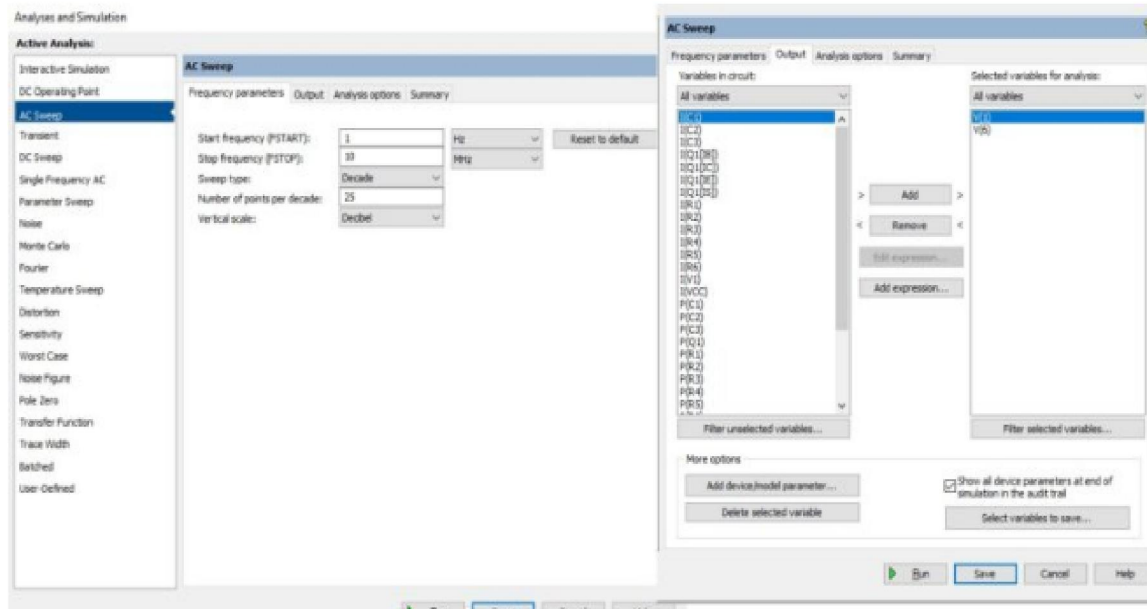 Analyses and Simulation
Active Analysis:
Interactive Simulation
DC Operating Point
AC Sweep
Transient
DC Sweep
Single Frequency AC
Parameter Sweep
Noise
Monte Carlo
Fourier
Temperature Sweep
Distortion
Sensitivity
Worst Case
Noise Figure
Pole Zero
Transfer Function
Trace Width
Batched
User-Defined
AC Sweep
Frequency parameters Output Analysis options Summary
Start frequency (FSTART): 1 Hz Reset to default
Stop frequency (FSTOP): 10 MHz
Sweep type: Decade
Number of points per decade: 25
Vertical scale: Decibel
AC Sweep
Frequency parameters Output Analysis options Summary
Variables in circuit: Selected variables for analysis:
All variables All variables
I(C1)
I(C2)
I(C3)
I(Q1[IB])
I(Q1[IC])
I(Q1[IE])
I(Q1[IS])
I(R1)
I(R2)
I(R3)
I(R4)
I(R5)
I(R6)
I(V1)
I(VCC)
P(C1)
P(C2)
P(C3)
P(Q1)
P(R1)
P(R2)
P(R3)
P(R4)
P(R5)
V(6)
> Add >
< Remove <
Edit expression...
Add expression...
Filter unselected variables... Filter selected variables...
More options
Add device/model parameter...
Delete selected variable
Show all device parameters at end of
simulation in the audit trail
Select variables to save...
Run Save Cancel Help